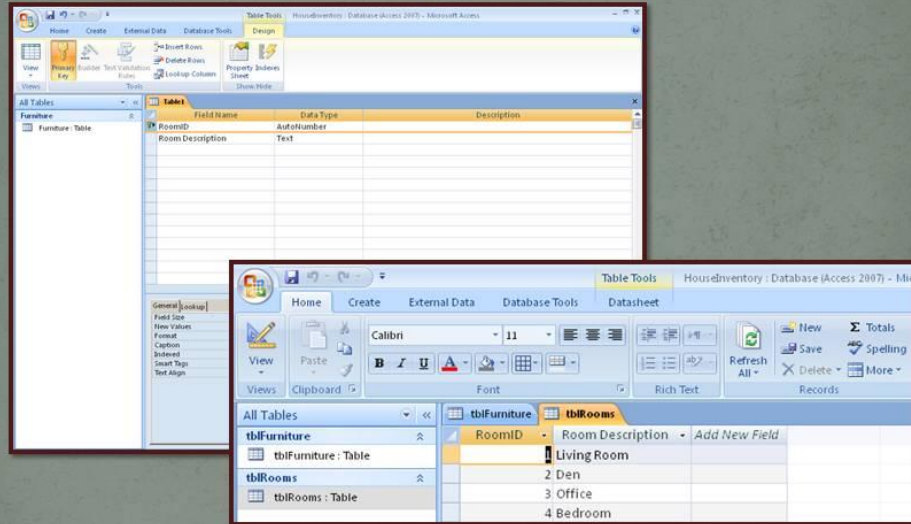 Table Tools HouseInventory : Database (Access 2007) - Microsoft Access
Home Create External Data Database Tools Design
View Primary Key Builder Test Validation Rules Insert Rows Delete Rows Lookup Column Property Sheet Indexes
Views Tools Show/Hide
All Tables Table1
Furniture Field Name Data Type Description
Furniture : Table RoomID AutoNumber
Room Description Text
General Lookup
Field Size
New Values
Format
Caption
Indexed
Smart Tags
Text Align
Table Tools HouseInventory : Database (Access 2007) - Mi
Home Create External Data Database Tools Datasheet
View Paste Calibri 11 B I U A Refresh All New Save Delete Σ Totals Spelling More
Views Clipboard Font Rich Text Records
All Tables tblFurniture tblRooms
tblFurniture RoomID Room Description Add New Field
tblFurniture : Table 1 Living Room
tblRooms 2 Den
tblRooms : Table 3 Office
4 Bedroom